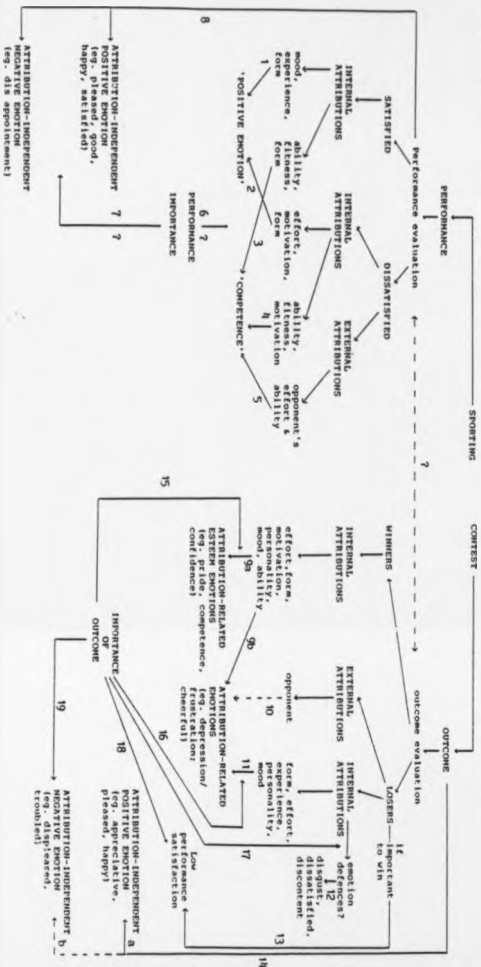 SPORTING CONTEST
PERFORMANCE
OUTCOME
Performance evaluation
?
outcome evaluation
SATISFIED
DISSATISFIED
WINNERS
LOSERS
if
important
to win
INTERNAL
ATTRIBUTIONS
INTERNAL
ATTRIBUTIONS
EXTERNAL
ATTRIBUTIONS
INTERNAL
ATTRIBUTIONS
EXTERNAL
ATTRIBUTIONS
INTERNAL
ATTRIBUTIONS
emotion
defences?
12
disgust,
dissatisfied,
discontent
mood,
experience,
form
ability,
fitness,
form
effort,
motivation,
form
ability,
fitness,
motivation
opponent's
effort &
ability
effort,form,
motivation,
personality,
mood, ability
opponent
form, effort,
experience,
personality,
mood
1
2
3
4
5
9a
9b
10
11
13
14
8
'POSITIVE EMOTION'
'COMPETENCE'
ATTRIBUTION-RELATED
ESTEEM EMOTIONS
(eg. pride, competence,
confidence)
ATTRIBUTION-RELATED
EMOTIONS
(eg. depression/
frustration;
cheerful)
Low
performance
satisfaction
6
?
PERFORMANCE
IMPORTANCE
7
?
15
16
17
18
19
IMPORTANCE
OF
OUTCOME
ATTRIBUTION-INDEPENDENT
POSITIVE EMOTION
(eg. pleased, good,
happy, satisfied)
ATTRIBUTION-INDEPENDENT
NEGATIVE EMOTION
(eg. dis appointment)
ATTRIBUTION-INDEPENDENT
POSITIVE EMOTION
(eg. appreciative,
pleased, happy)
a
ATTRIBUTION-INDEPENDENT
NEGATIVE EMOTION
(eg. displeared,
troubled)
b